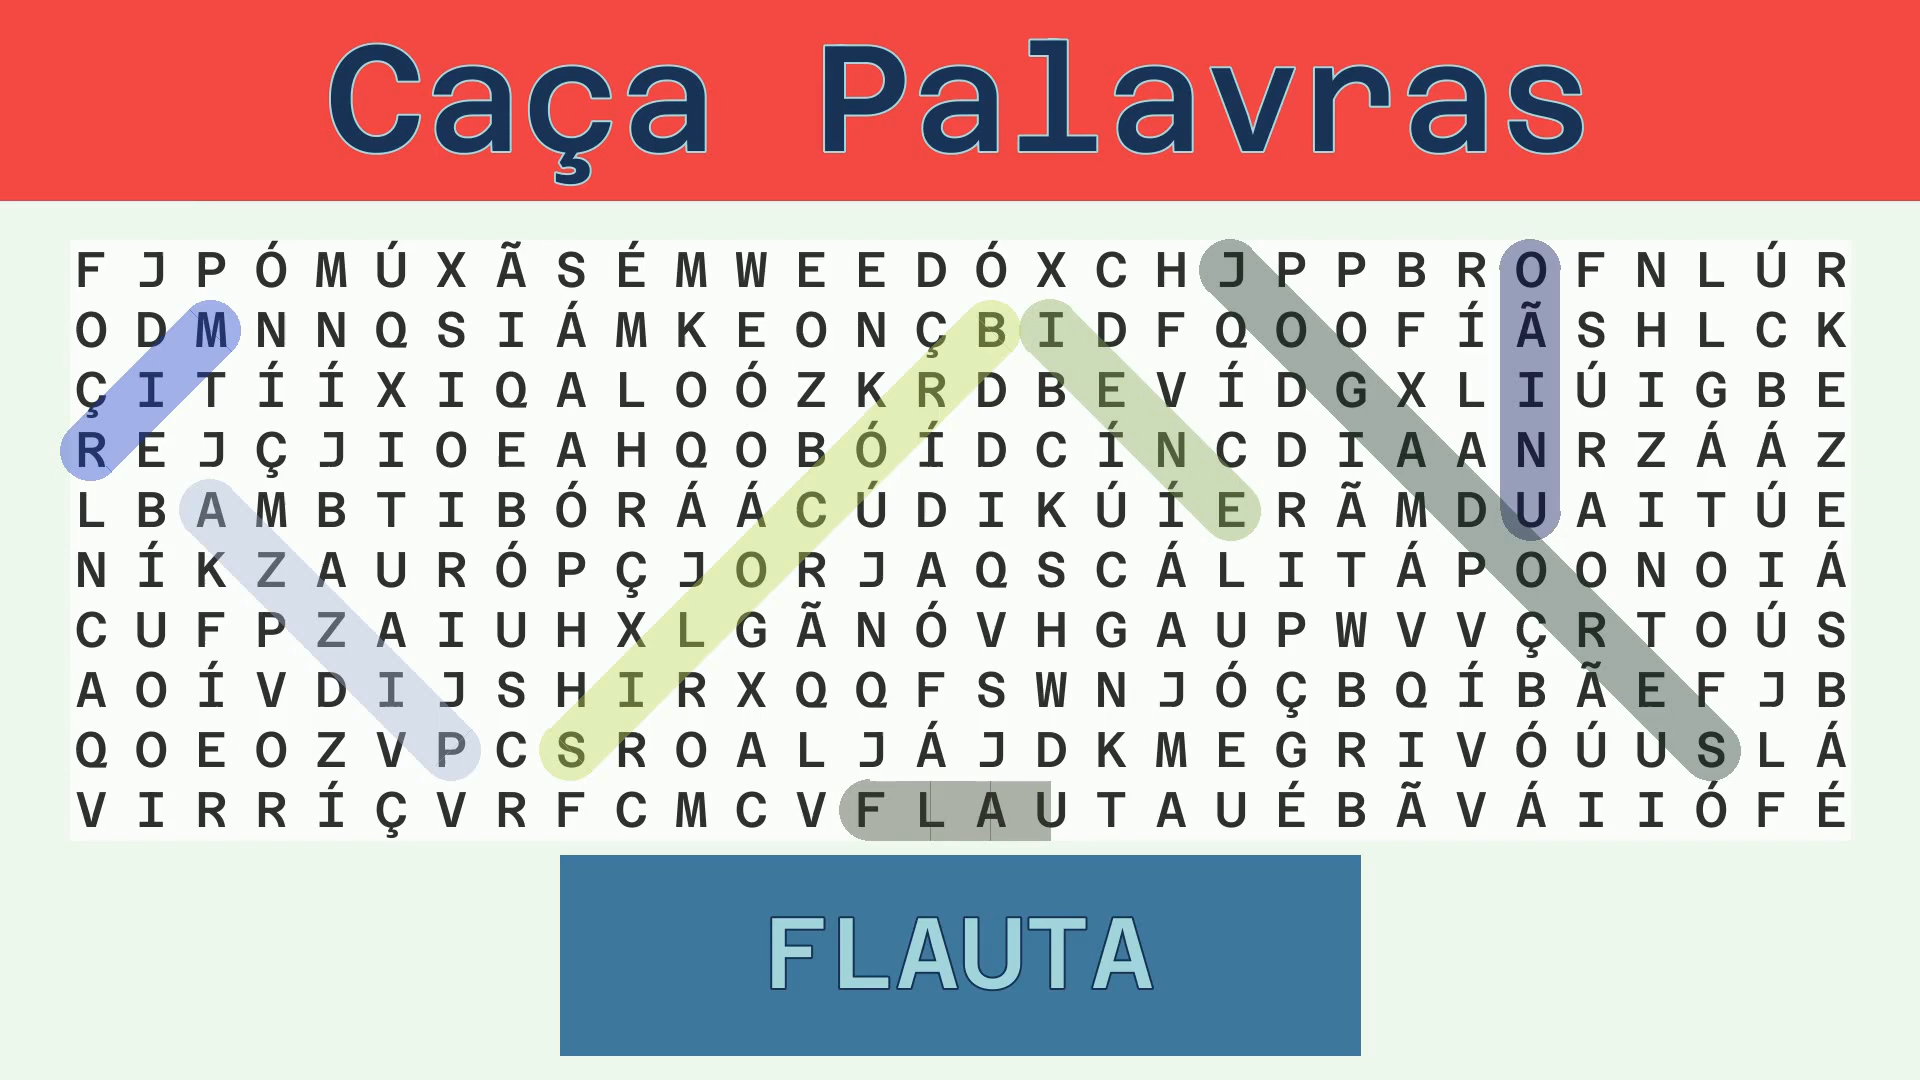 Caça Palavras
F J P Ó M Ú X Ã S É M W E E D Ó X C H J P P B R O F N L Ú R
O D M N N Q S I Á M K E O N Ç B I D F Q O O F Í Ã S H L C K
Ç I T Í Í X I Q A L O Ó Z K R D B E V Í D G X L I Ú I G B E
R E J Ç J I O E A H Q O B Ó Í D C Í N C D I A A N R Z Á Á Z
L B A M B T I B Ó R Á Á C Ú D I K Ú Í E R Ã M D U A I T Ú E
N Í K Z A U R Ó P Ç J O R J A Q S C Á L I T Á P O O N O I Á
C U F P Z A I U H X L G Ã N Ó V H G A U P W V V Ç R T O Ú S
A O Í V D I J S H I R X Q Q F S W N J Ó Ç B Q Í B Ã E F J B
Q O E O Z V P C S R O A L J Á J D K M E G R I V Ó Ú U S L Á
V I R R Í Ç V R F C M C V F L A U T A U É B Ã V Á I I Ó F É
FLAUTA